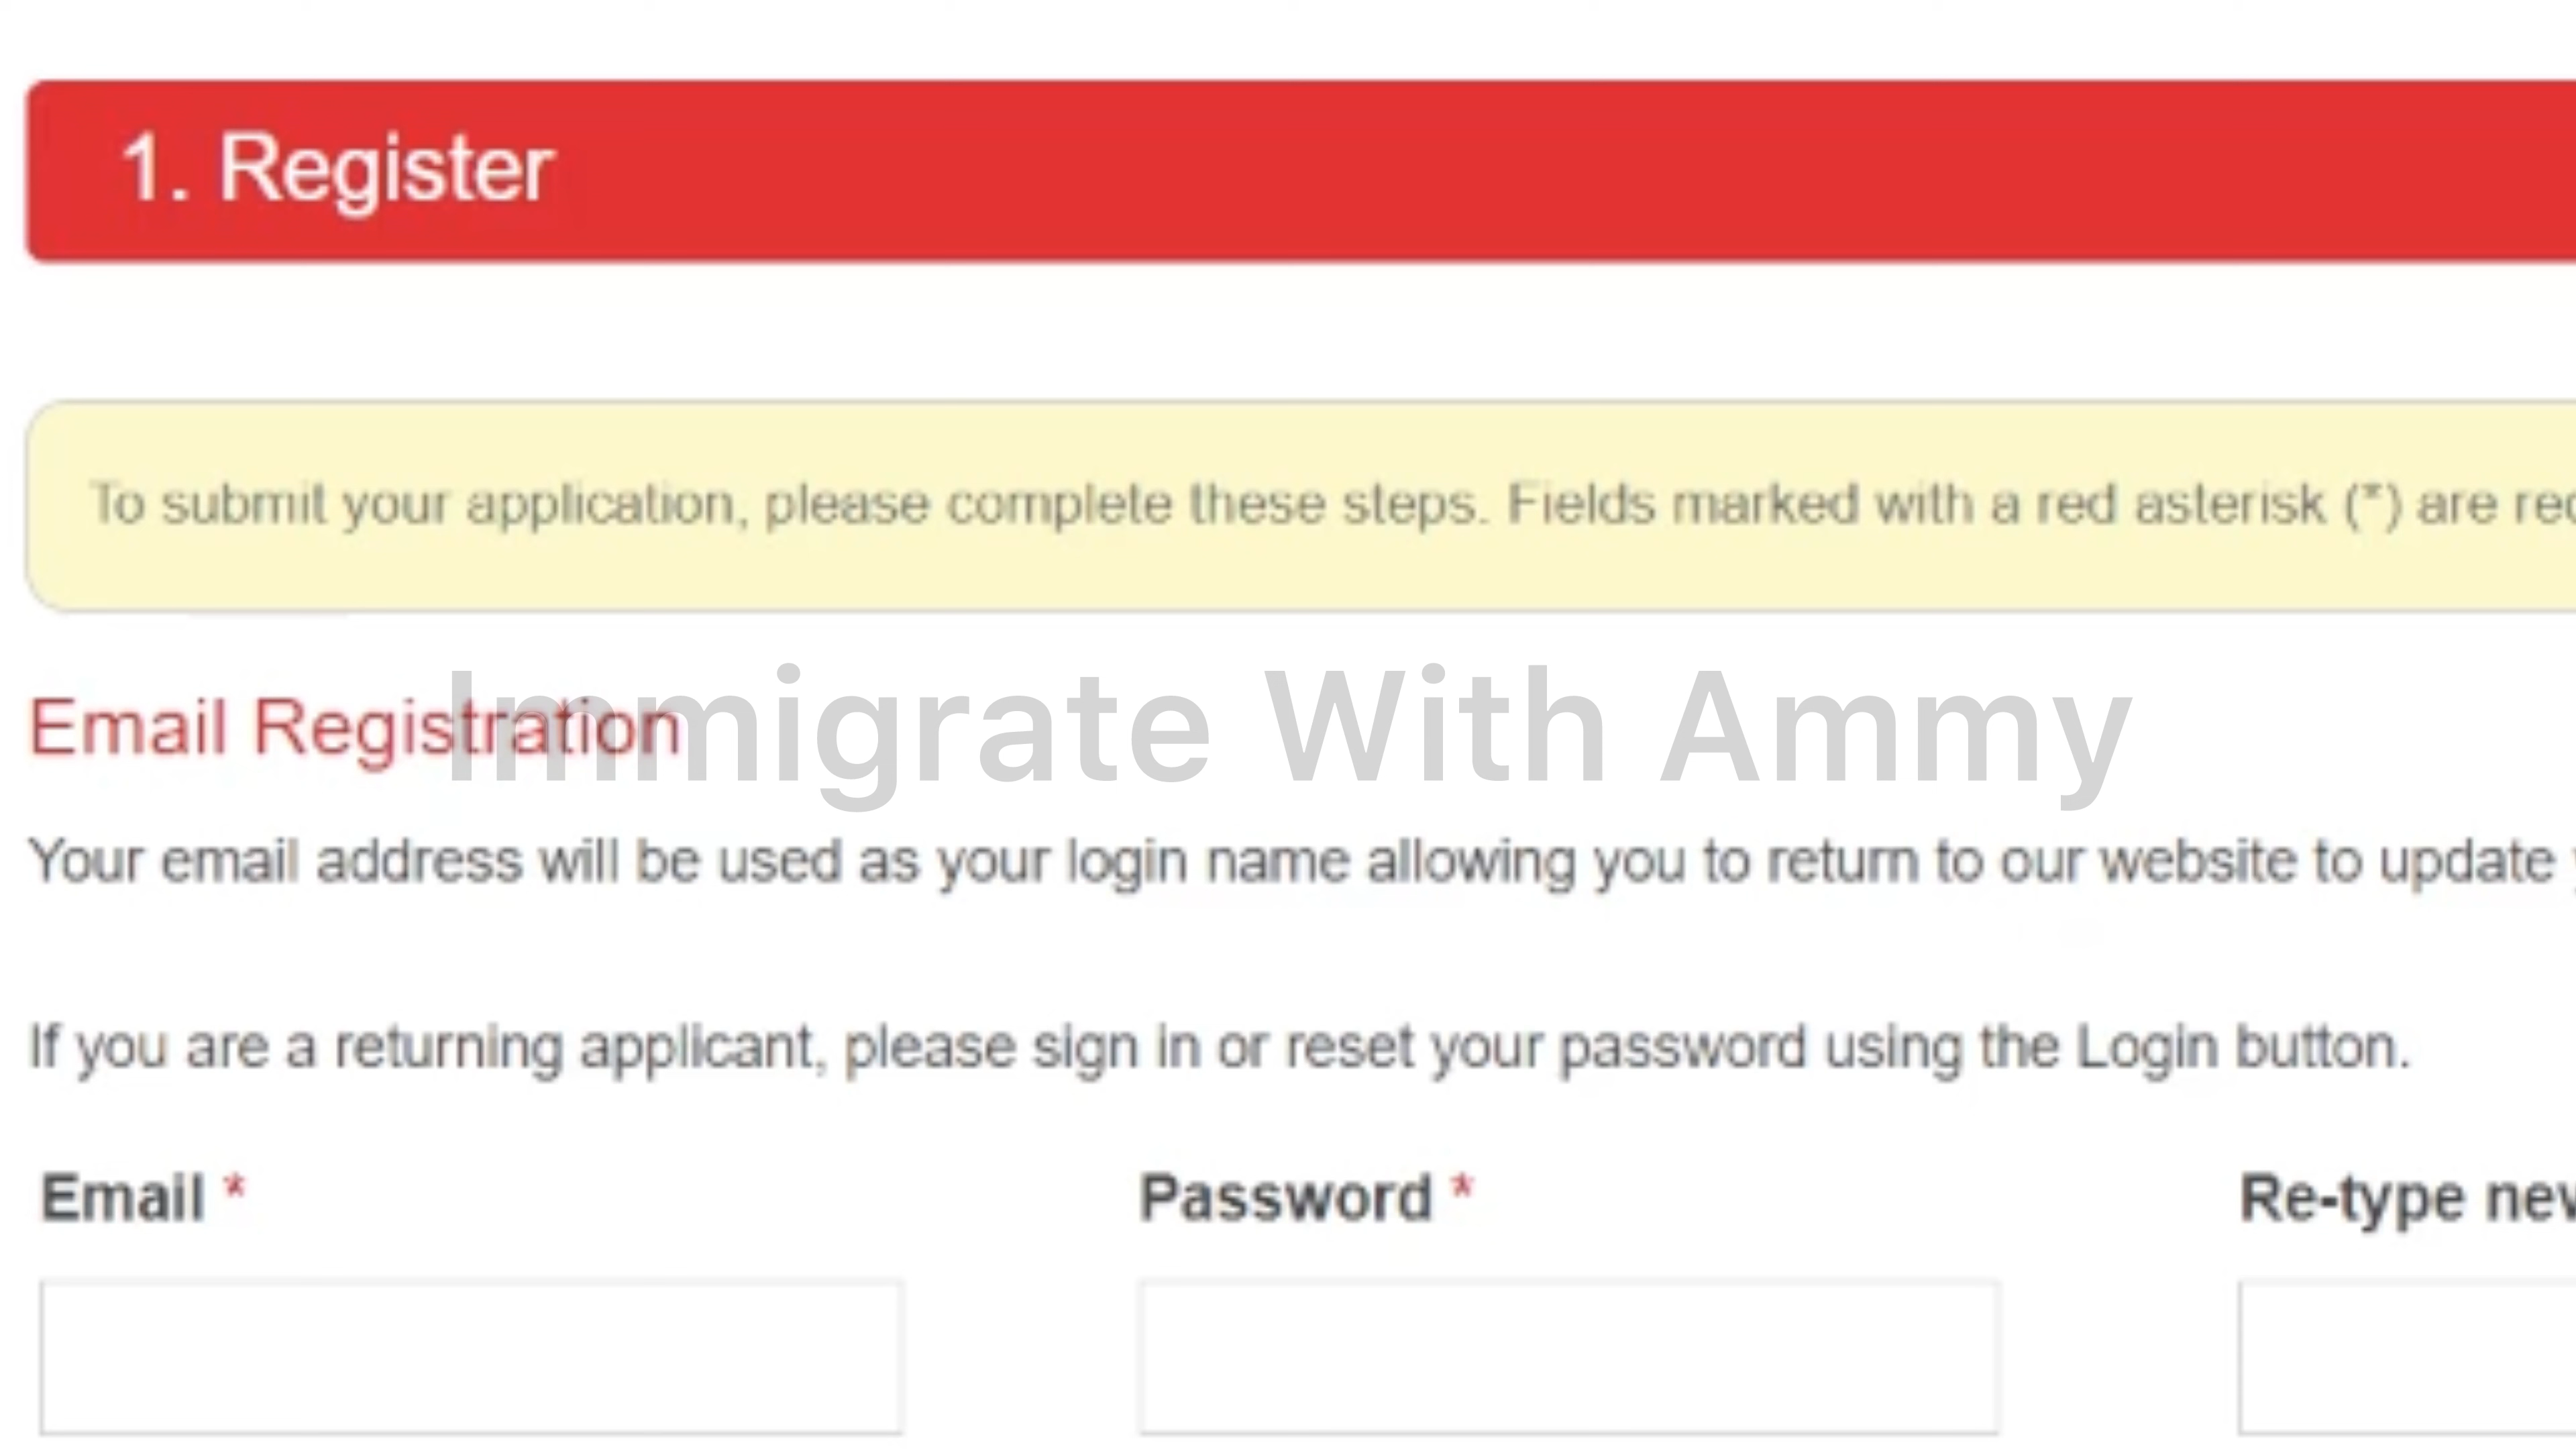 1. Register
To submit your application, please complete these steps. Fields marked with a red asterisk (*) are
Immigrate With Ammy
Email Registration
Your email address will be used as your login name allowing you to return to our website to update
If you are a returning applicant, please sign in or reset your password using the Login button.
Email *
Password *
Re-type